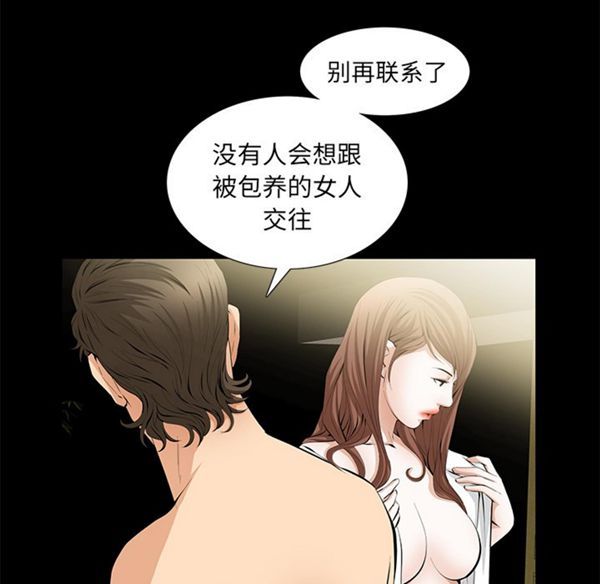 别再联系了
没有人会想跟
被包养的女人
交往